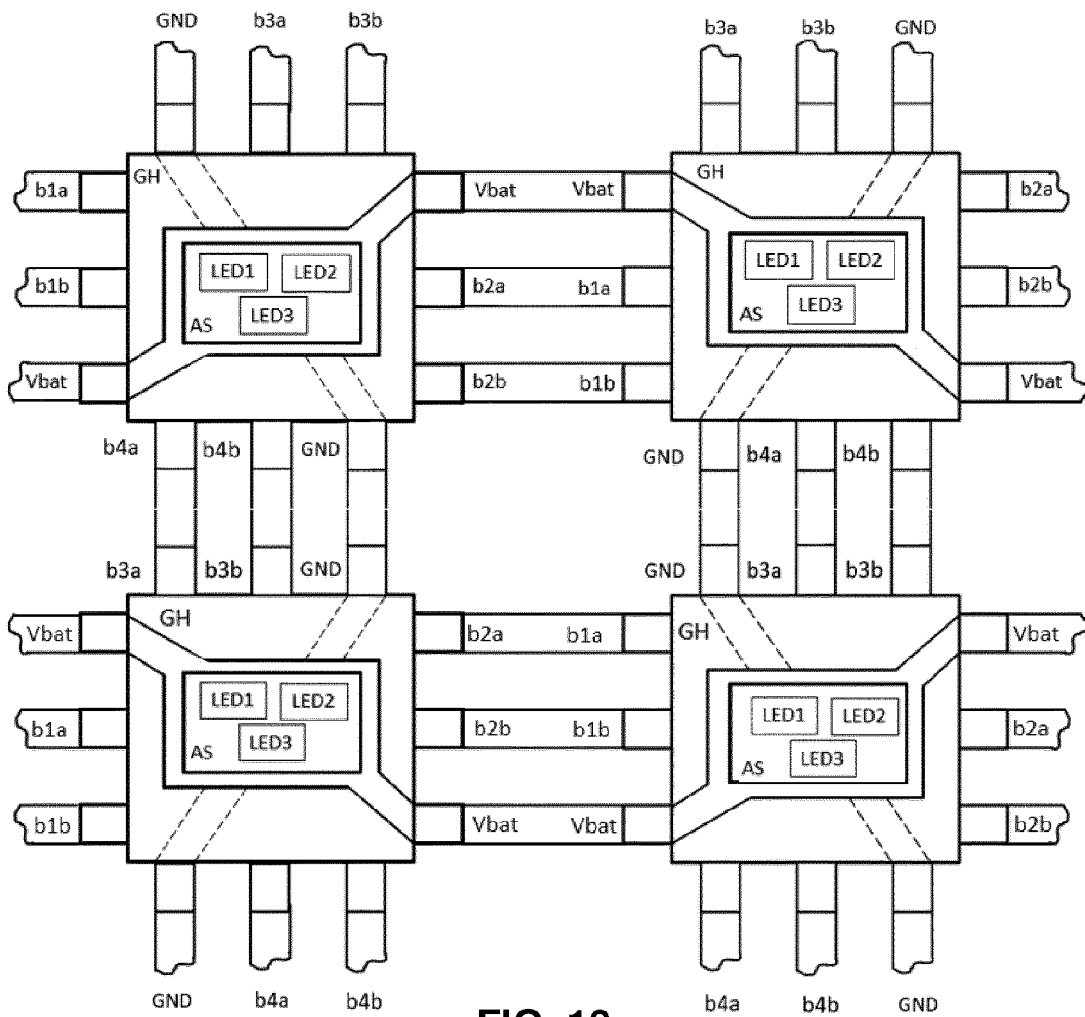 GND b3a b3b b3a b3b GND
GH GH
b1a Vbat Vbat b2a
LED1 LED2 LED1 LED2
b1b b2a b1a b2b
LED3 LED3
AS AS
Vbat b2b b1b Vbat
b4a b4b GND GND b4a b4b
b3a b3b GND GND b3a b3b
GH GH
Vbat b2a b1a Vbat
LED1 LED2 LED1 LED2
b1a b2b b1b b2a
LED3 LED3
AS AS
b1b Vbat Vbat b2b
GND b4a b4b b4a b4b GND